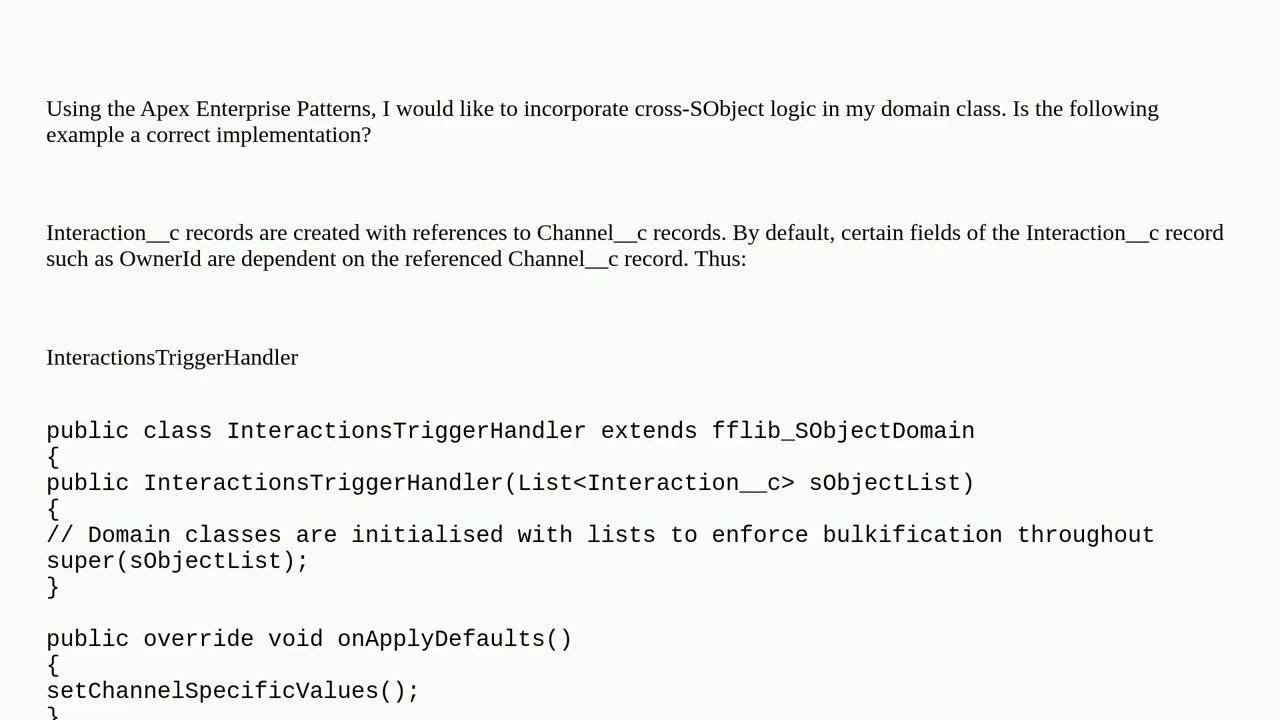 Using the Apex Enterprise Patterns, I would like to incorporate cross-SObject logic in my domain class. Is the following
example a correct implementation?
Interaction__c records are created with references to Channel__c records. By default, certain fields of the Interaction__c record
such as OwnerId are dependent on the referenced Channel__c record. Thus:
InteractionsTriggerHandler
public class InteractionsTriggerHandler extends fflib_SObjectDomain
{
public InteractionsTriggerHandler(List<Interaction__c> sObjectList)
{
// Domain classes are initialised with lists to enforce bulkification throughout
super(sObjectList);
}
public override void onApplyDefaults()
{
setChannelSpecificValues();
}